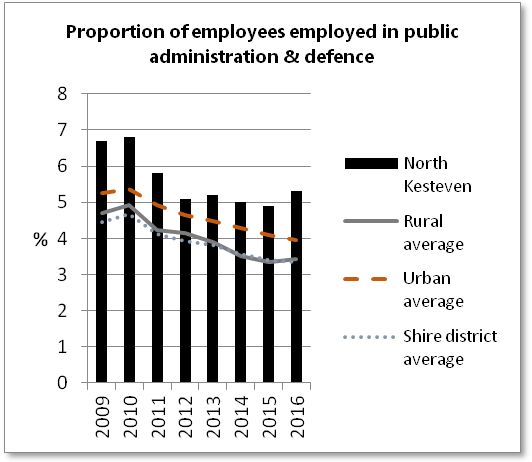 Proportion of employees employed in public
administration & defence
8
7
6
5
4
3
2
1
0
%
2009
2010
2011
2012
2013
2014
2015
2016
North
Kesteven
Rural
average
Urban
average
Shire district
average